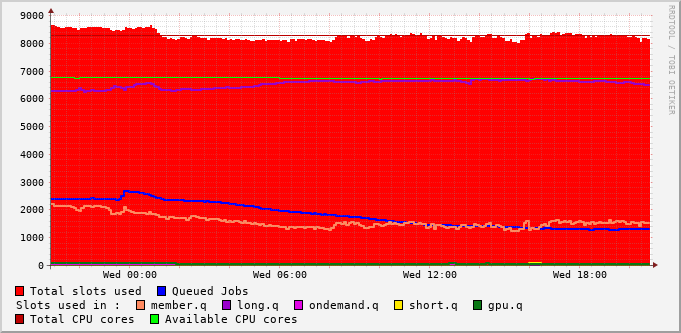 RRDTOOL / TOBI OETIKER
9000
8000
7000
6000
5000
4000
3000
2000
1000
0
Wed 00:00 Wed 06:00 Wed 12:00 Wed 18:00
Total slots used Queued Jobs
Slots used in : member.q long.q ondemand.q short.q gpu.q
Total CPU cores Available CPU cores